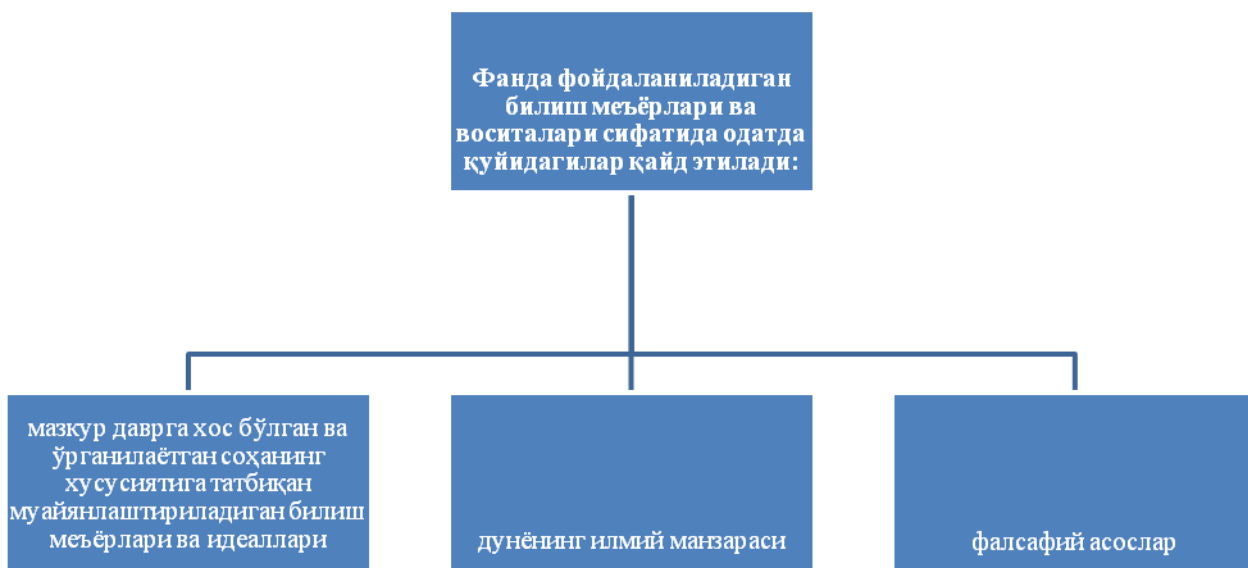 Фанда фойдаланиладиган
билиш меъёрлари ва
воситалари сифатида одатда
қуйидагилар қайд этилади:
мазкур даврга хос бўлган ва
ўрганилаётган соҳанинг
хусусиятига татбиқан
муайянлаштириладиган билиш
меъёрлари ва идеаллари
дунёнинг илмий манзараси
фалсафий асослар